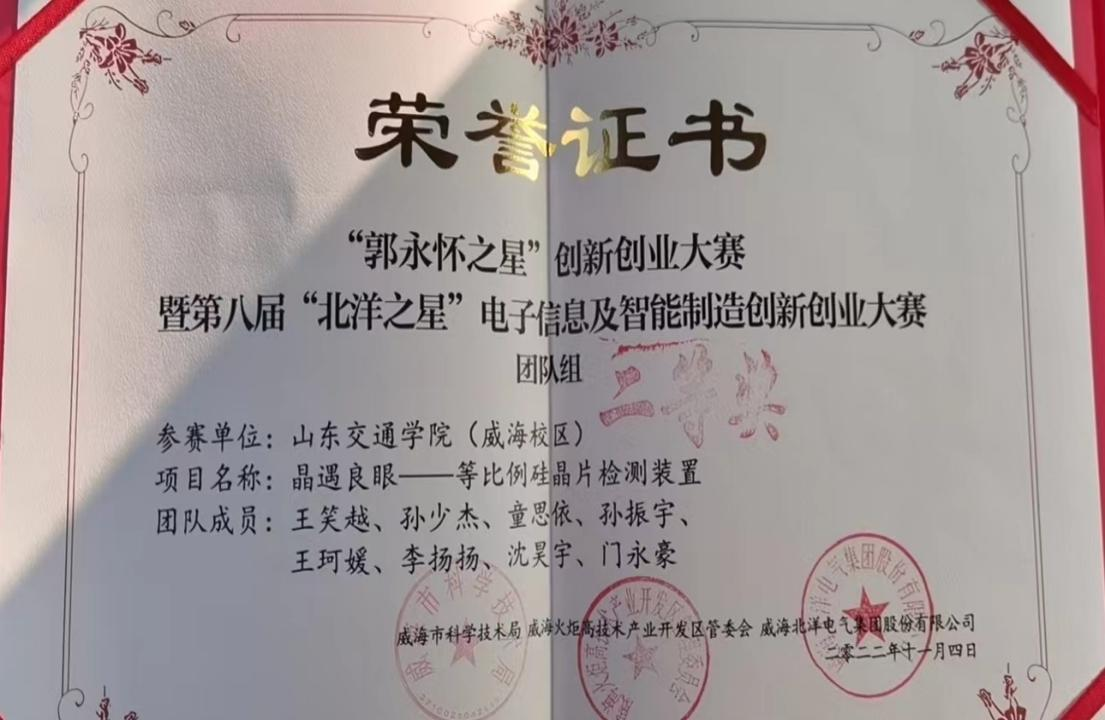 荣誉证书
“郭永怀之星”创新创业大赛
暨第八届“北洋之星”电子信息及智能制造创新创业大赛
团队组
二等奖
参赛单位：山东交通学院（威海校区）
项目名称：晶遇良眼——等比例硅晶片检测装置
团队成员：王笑越、孙少杰、童思依、孙振宇、
王珂媛、李扬扬、沈昊宇、门永豪
威海市科学技术局 威海火炬高技术产业开发区管委会 威海北洋电气集团股份有限公司
二零二二年十一月四日